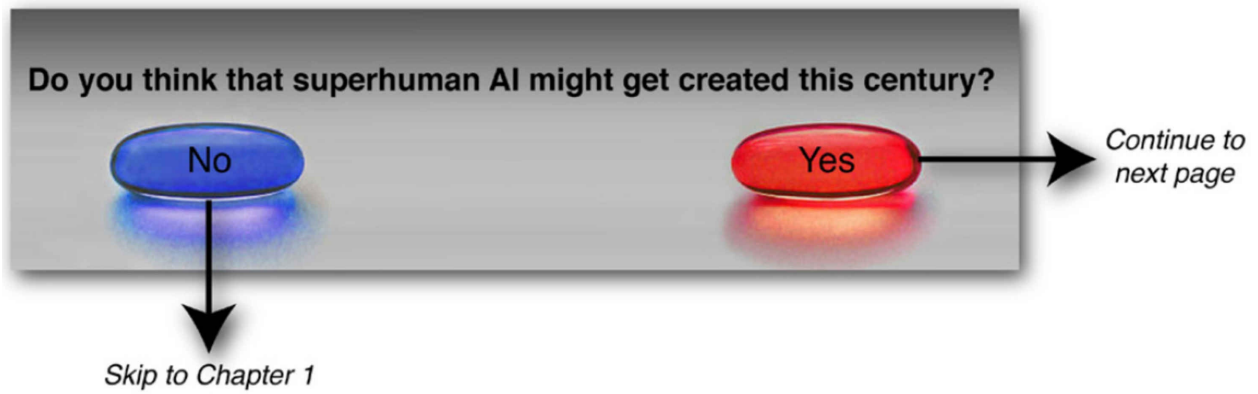 Do you think that superhuman AI might get created this century?
No
Yes
Continue to
next page
Skip to Chapter 1